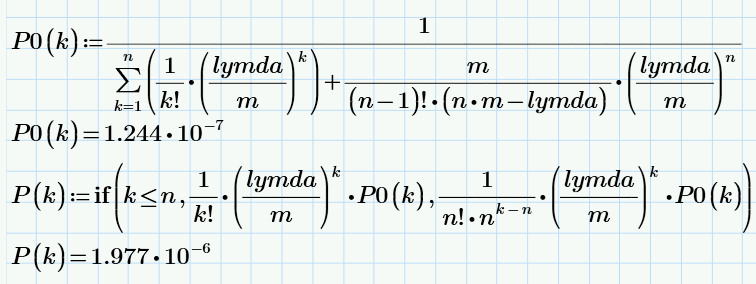 P0(k):=1/(∑_{k=1}^{n}(1/k!·(lymda/m)^k)+m/((n−1)!·(n·m−lymda))·(lymda/m)^n)
P0(k)=1.244·10^−7
P(k):=if(k≤n,1/k!·(lymda/m)^k·P0(k),1/(n!·n^{k−n})·(lymda/m)^k·P0(k))
P(k)=1.977·10^−6